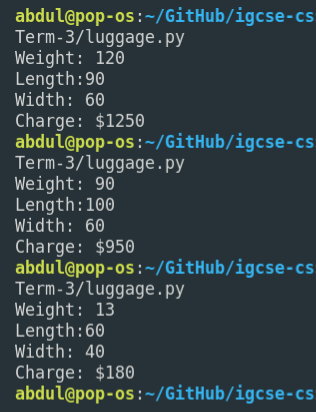 abdul@pop-os:~/GitHub/igcse-cs
Term-3/luggage.py
Weight: 120
Length:90
Width: 60
Charge: $1250
abdul@pop-os:~/GitHub/igcse-cs
Term-3/luggage.py
Weight: 90
Length:100
Width: 60
Charge: $950
abdul@pop-os:~/GitHub/igcse-cs
Term-3/luggage.py
Weight: 13
Length:60
Width: 40
Charge: $180
abdul@pop-os:~/GitHub/igcse-cs